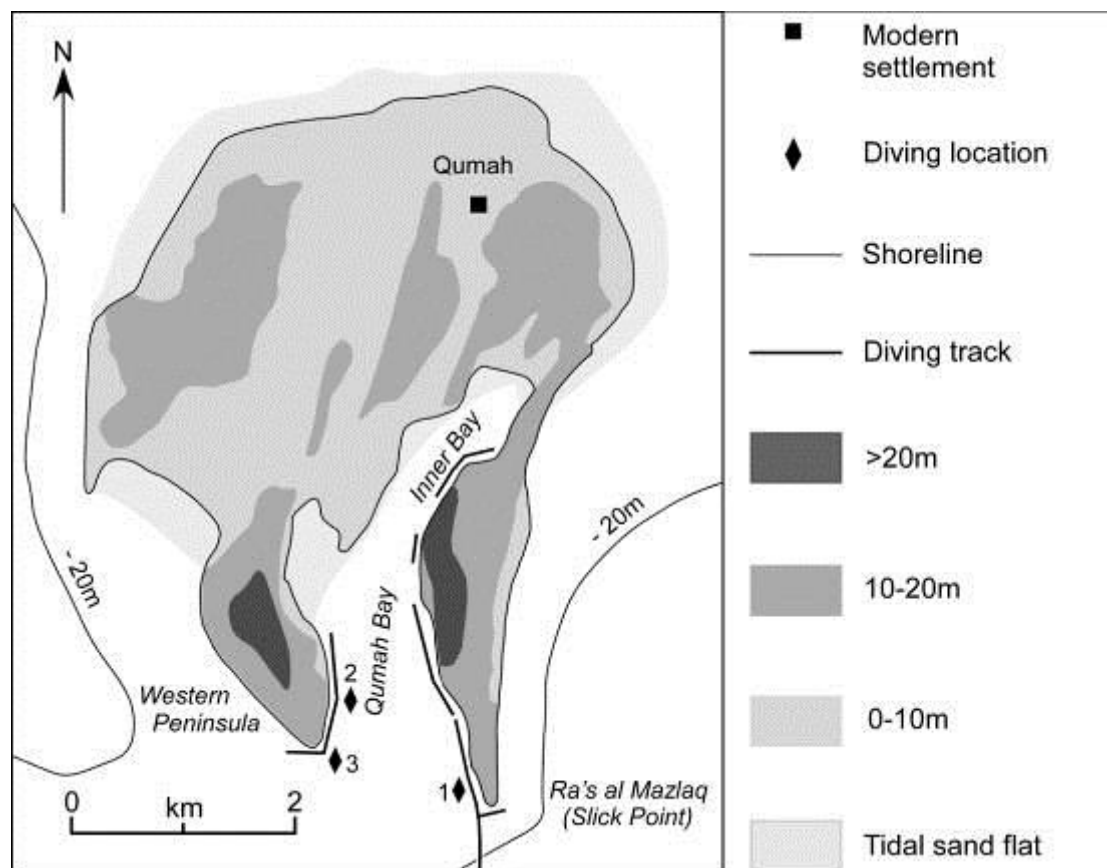 N
Qumah
Inner Bay
- 20m
- 20m
Qumah Bay
2
Western
Peninsula
3
1
Ra's al Mazlaq
(Slick Point)
0
2
km
Modern
settlement
Diving location
Shoreline
Diving track
>20m
10-20m
0-10m
Tidal sand flat